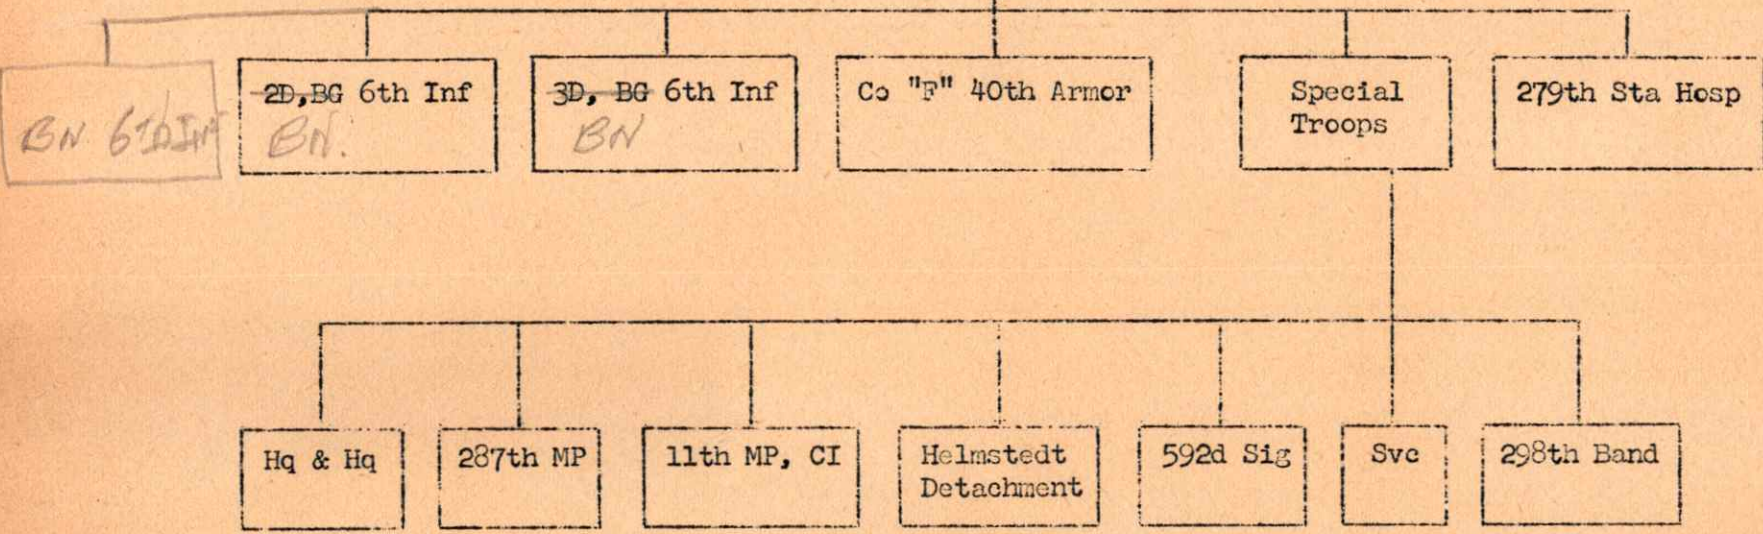 2D, BG 6th Inf
BN.
3D, BG 6th Inf
BN
Co "F" 40th Armor
Special
Troops
279th Sta Hosp
BN 6TH INF
Hq & Hq
287th MP
11th MP, CI
Helmstedt
Detachment
592d Sig
Svc
298th Band